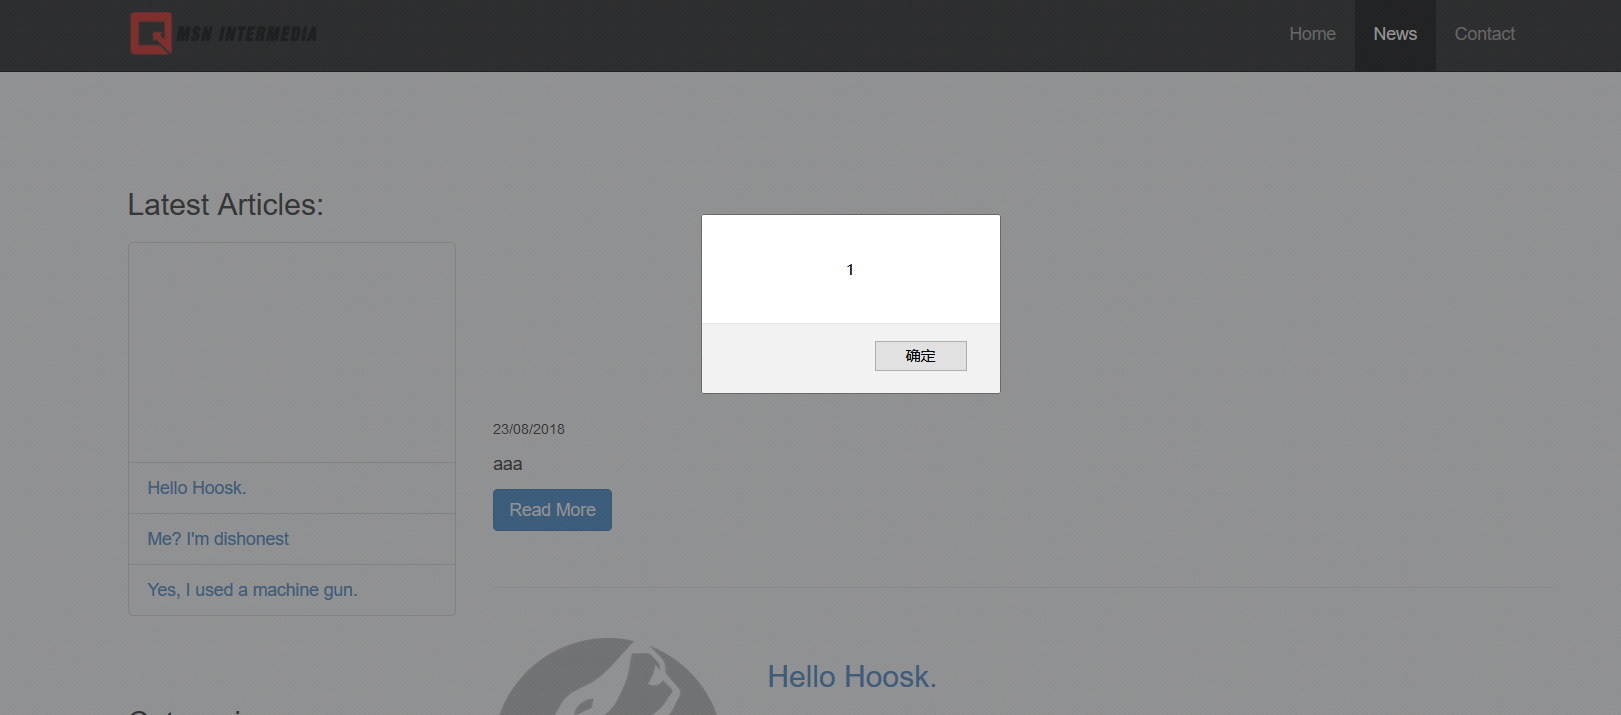 MSN INTERMEDIA
Home
News
Contact
Latest Articles:
1
确定
Hello Hoosk.
Me? I'm dishonest
Yes, I used a machine gun.
23/08/2018
aaa
Read More
Hello Hoosk.